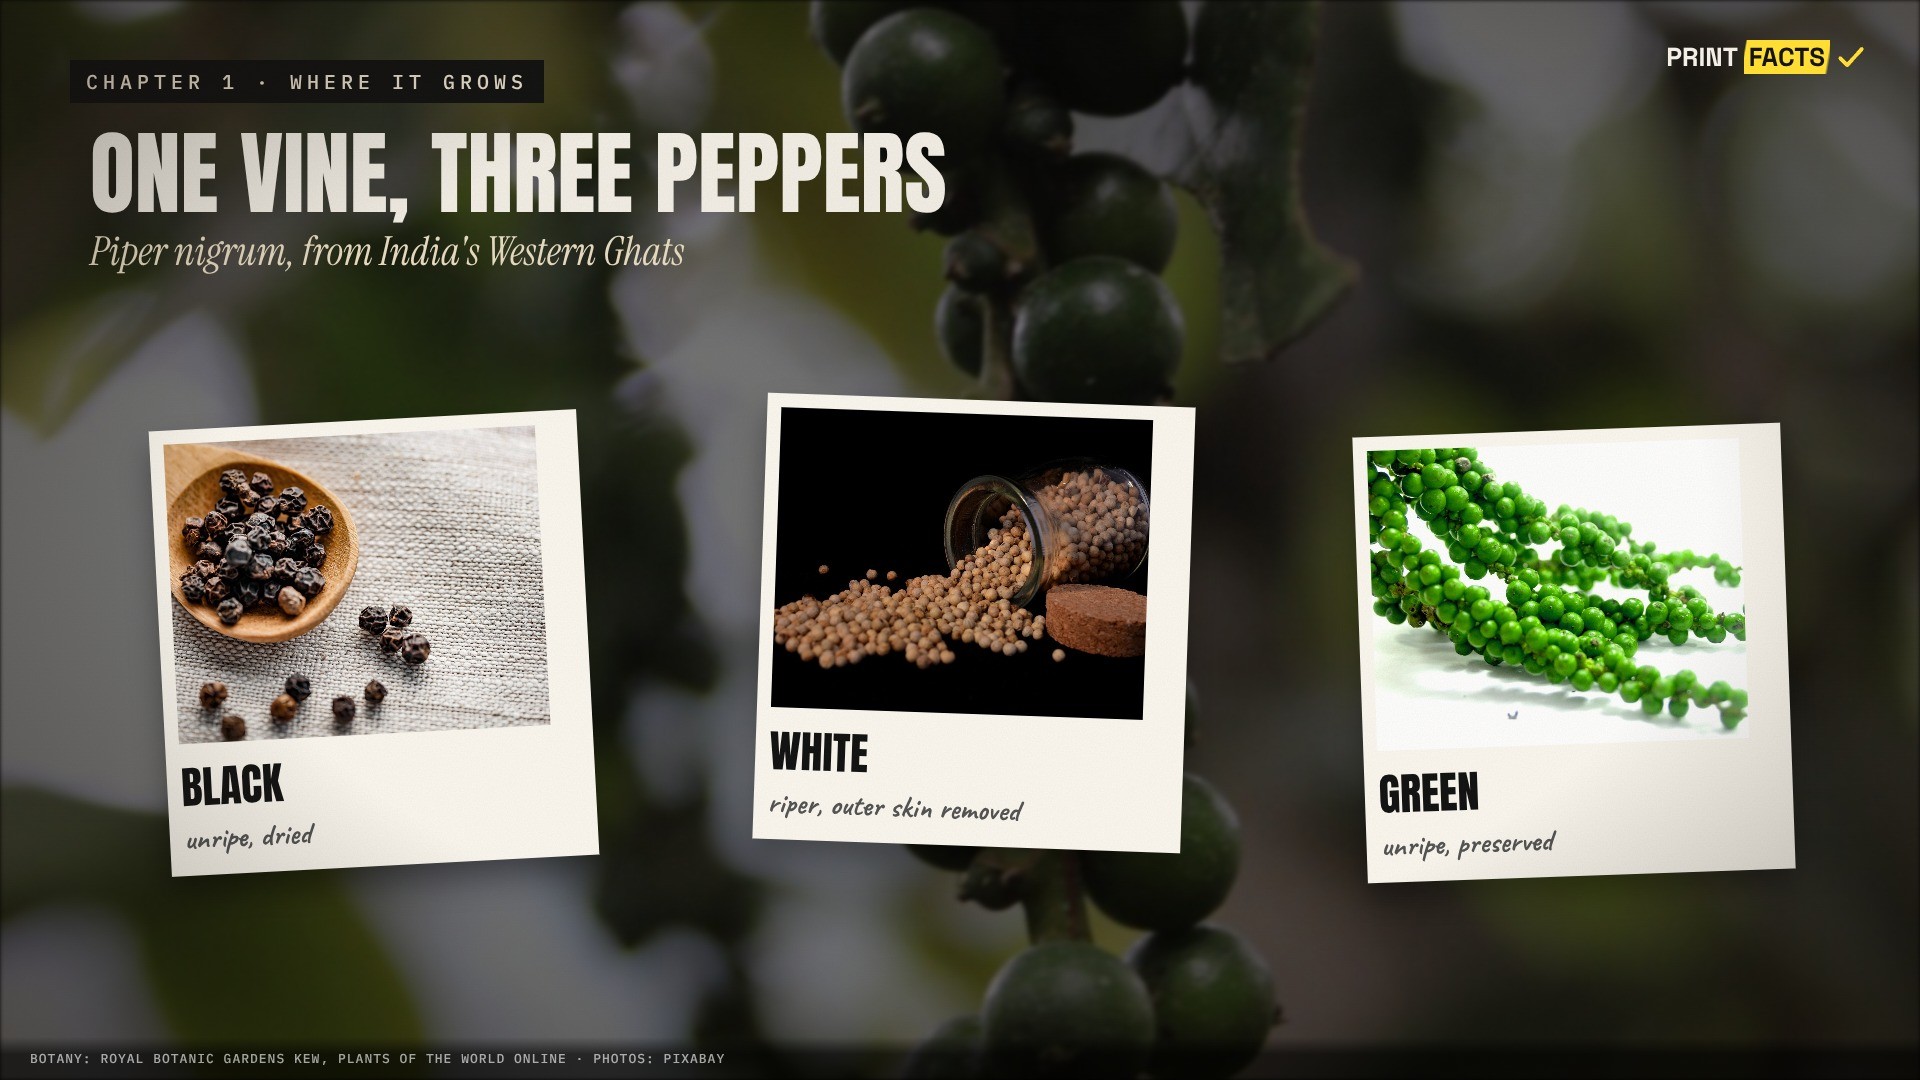 CHAPTER 1 · WHERE IT GROWS
PRINT FACTS
ONE VINE, THREE PEPPERS
Piper nigrum, from India's Western Ghats
BLACK
unripe, dried
WHITE
riper, outer skin removed
GREEN
unripe, preserved
BOTANY: ROYAL BOTANIC GARDENS KEW, PLANTS OF THE WORLD ONLINE · PHOTOS: PIXABAY